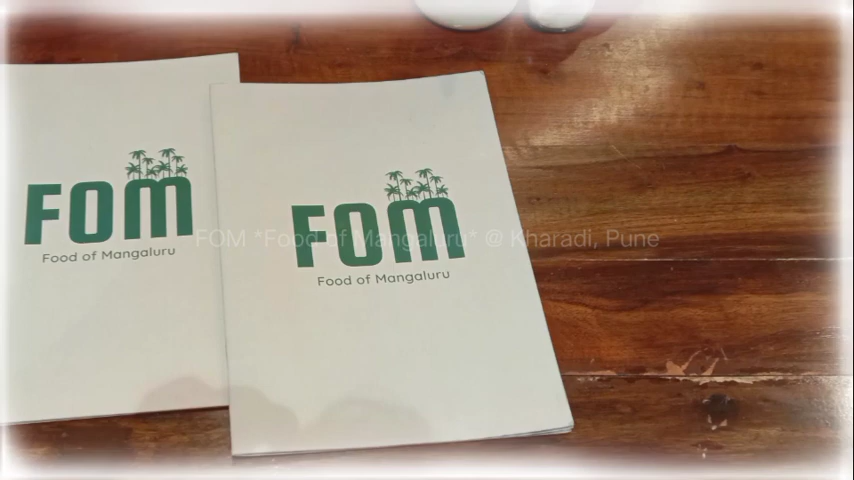 FOM
Food of Mangaluru
FOM
Food of Mangaluru
FOM *Food of Mangaluru* @ Kharadi, Pune